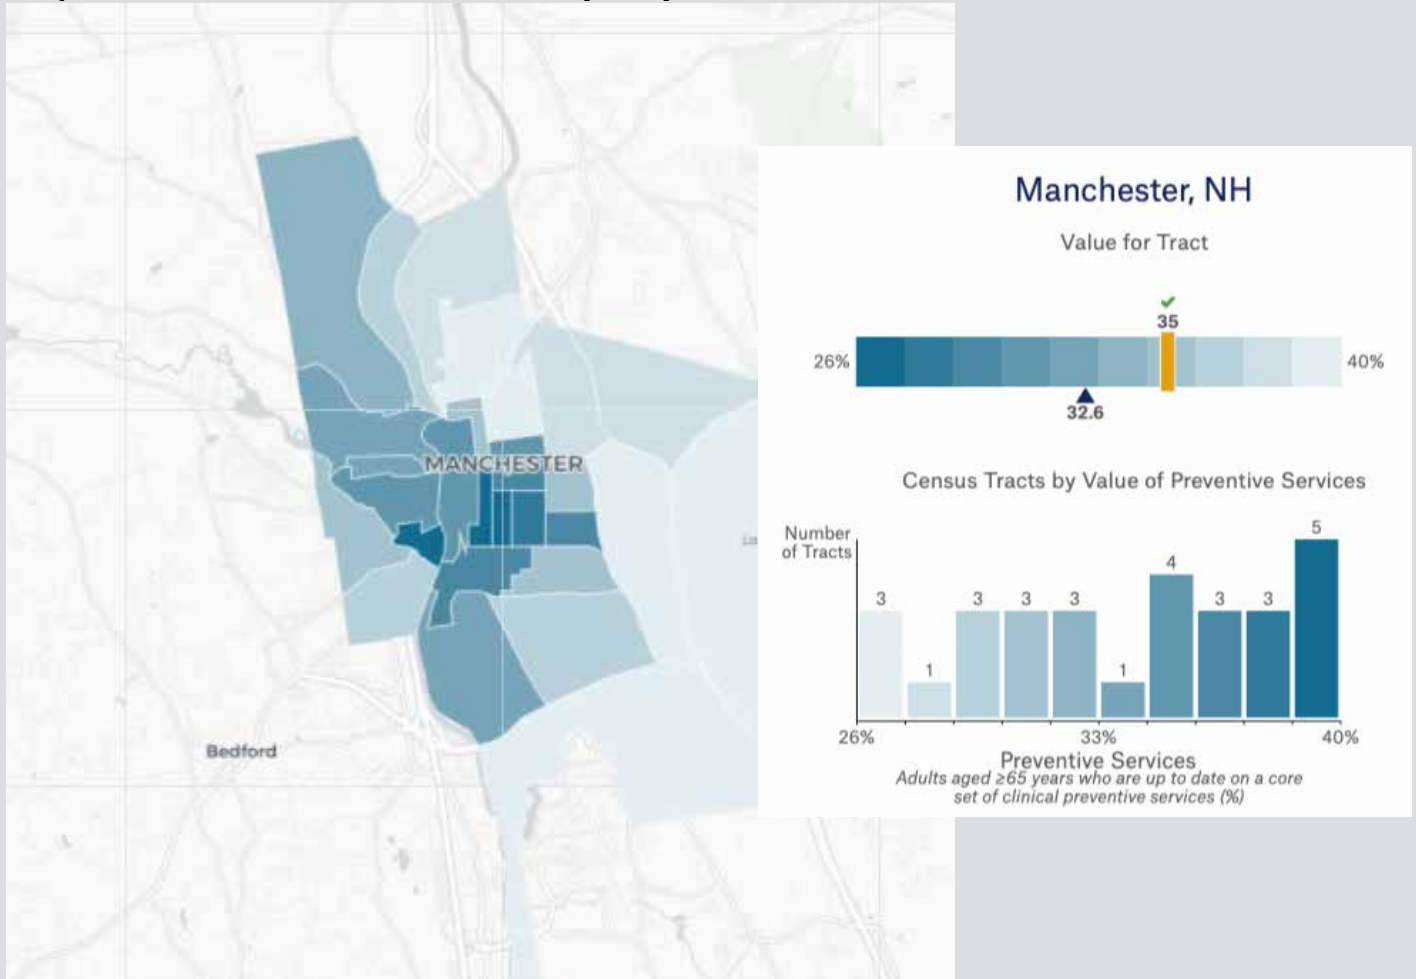 MANCHESTER
Bedford
Manchester, NH
Value for Tract
35
26%
40%
32.6
Census Tracts by Value of Preventive Services
Number
of Tracts
3
1
3
3
3
1
4
3
3
5
26%
33%
40%
Preventive Services
Adults aged ≥65 years who are up to date on a core
set of clinical preventive services (%)